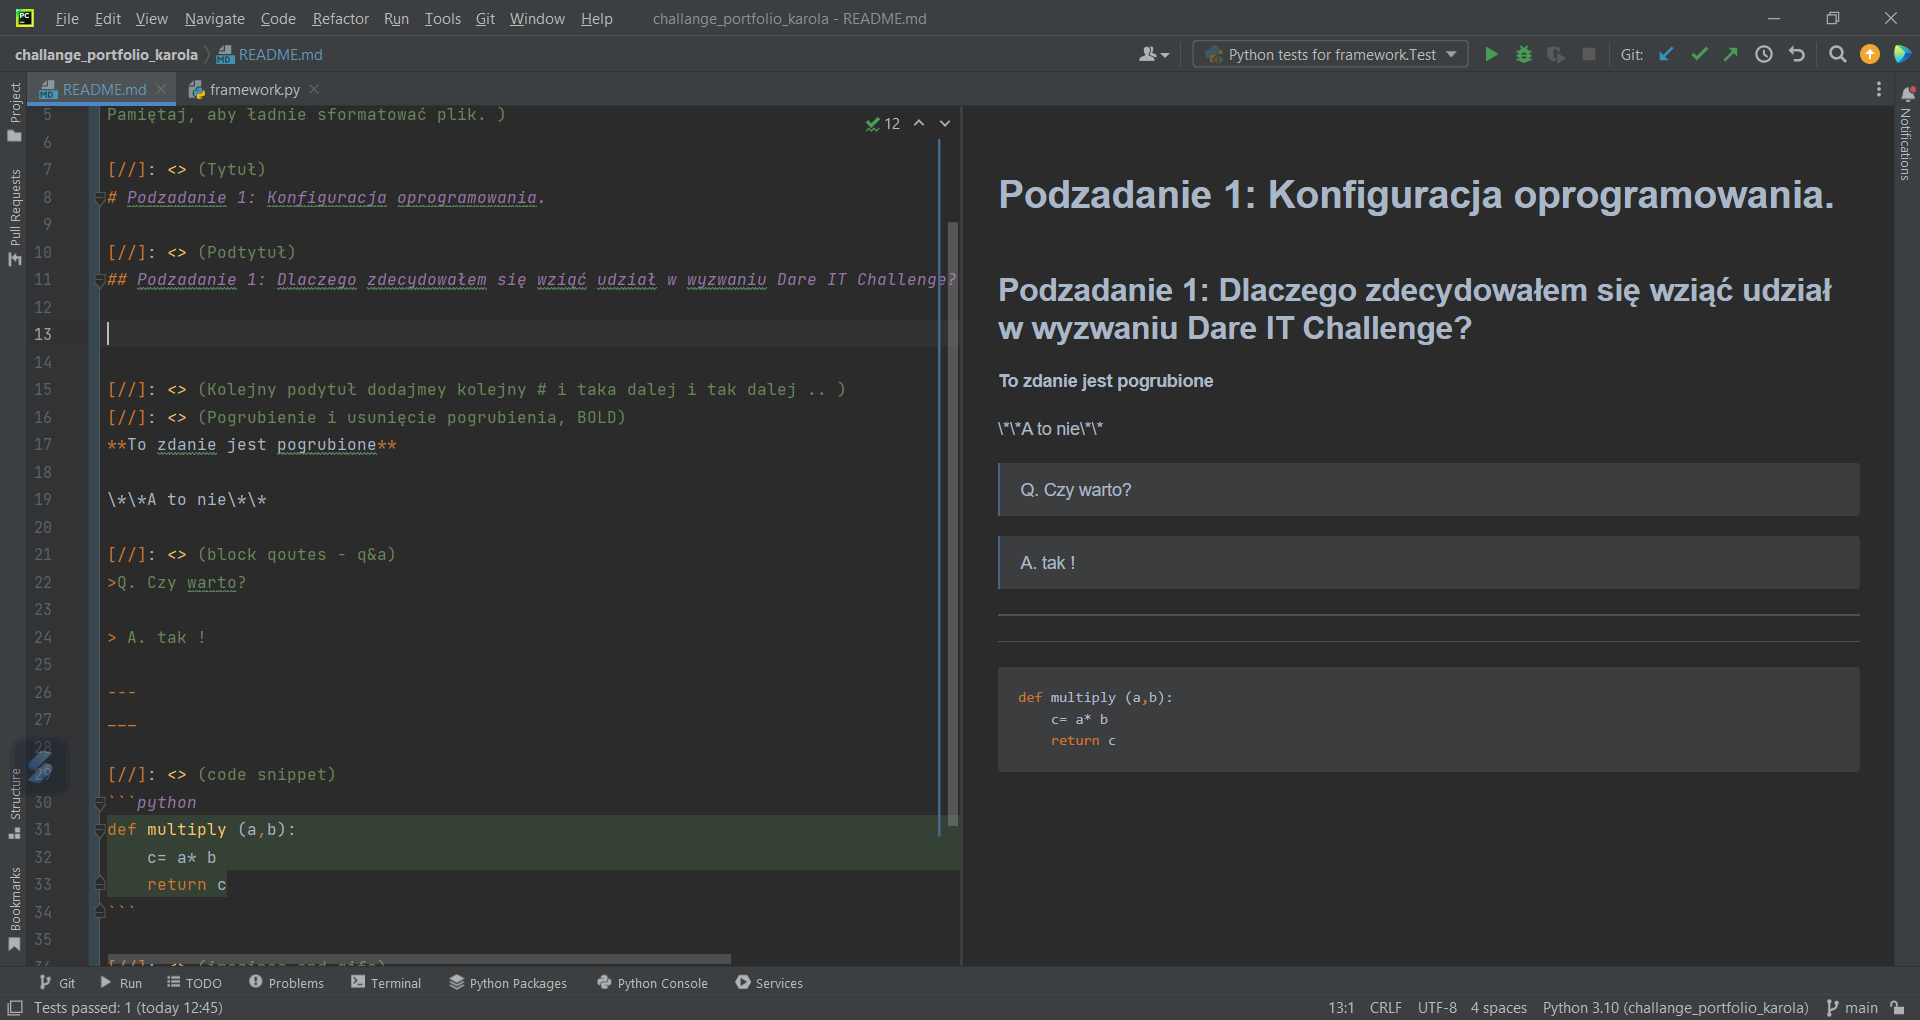 PC File Edit View Navigate Code Refactor Run Tools Git Window Help challange_portfolio_karola - README.md
challange_portfolio_karola README.md Python tests for framework.Test Git:
README.md framework.py
Project
Pull Requests
Structure
Bookmarks
Notifications
12
5 Pamiętaj, aby ładnie sformatować plik. )
6
7 [//]: <> (Tytuł)
8 # Podzadanie 1: Konfiguracja oprogramowania.
9
10 [//]: <> (Podtytuł)
11 ## Podzadanie 1: Dlaczego zdecydowałem się wziąć udział w wyzwaniu Dare IT Challenge?
12
13
14
15 [//]: <> (Kolejny podytuł dodajmey kolejny # i taka dalej i tak dalej .. )
16 [//]: <> (Pogrubienie i usunięcie pogrubienia, BOLD)
17 **To zdanie jest pogrubione**
18
19 \*\*A to nie\*\*
20
21 [//]: <> (block qoutes - q&a)
22 >Q. Czy warto?
23
24 > A. tak !
25
26 ---
27 ___
28
29 [//]: <> (code snippet)
30 ```python
31 def multiply (a,b):
32 c= a* b
33 return c
34 ```
35
Podzadanie 1: Konfiguracja oprogramowania.
Podzadanie 1: Dlaczego zdecydowałem się wziąć udział
w wyzwaniu Dare IT Challenge?
To zdanie jest pogrubione
\*\*A to nie\*\*
Q. Czy warto?
A. tak !
def multiply (a,b):
c= a* b
return c
Git Run TODO Problems Terminal Python Packages Python Console Services
Tests passed: 1 (today 12:45) 13:1 CRLF UTF-8 4 spaces Python 3.10 (challange_portfolio_karola) main